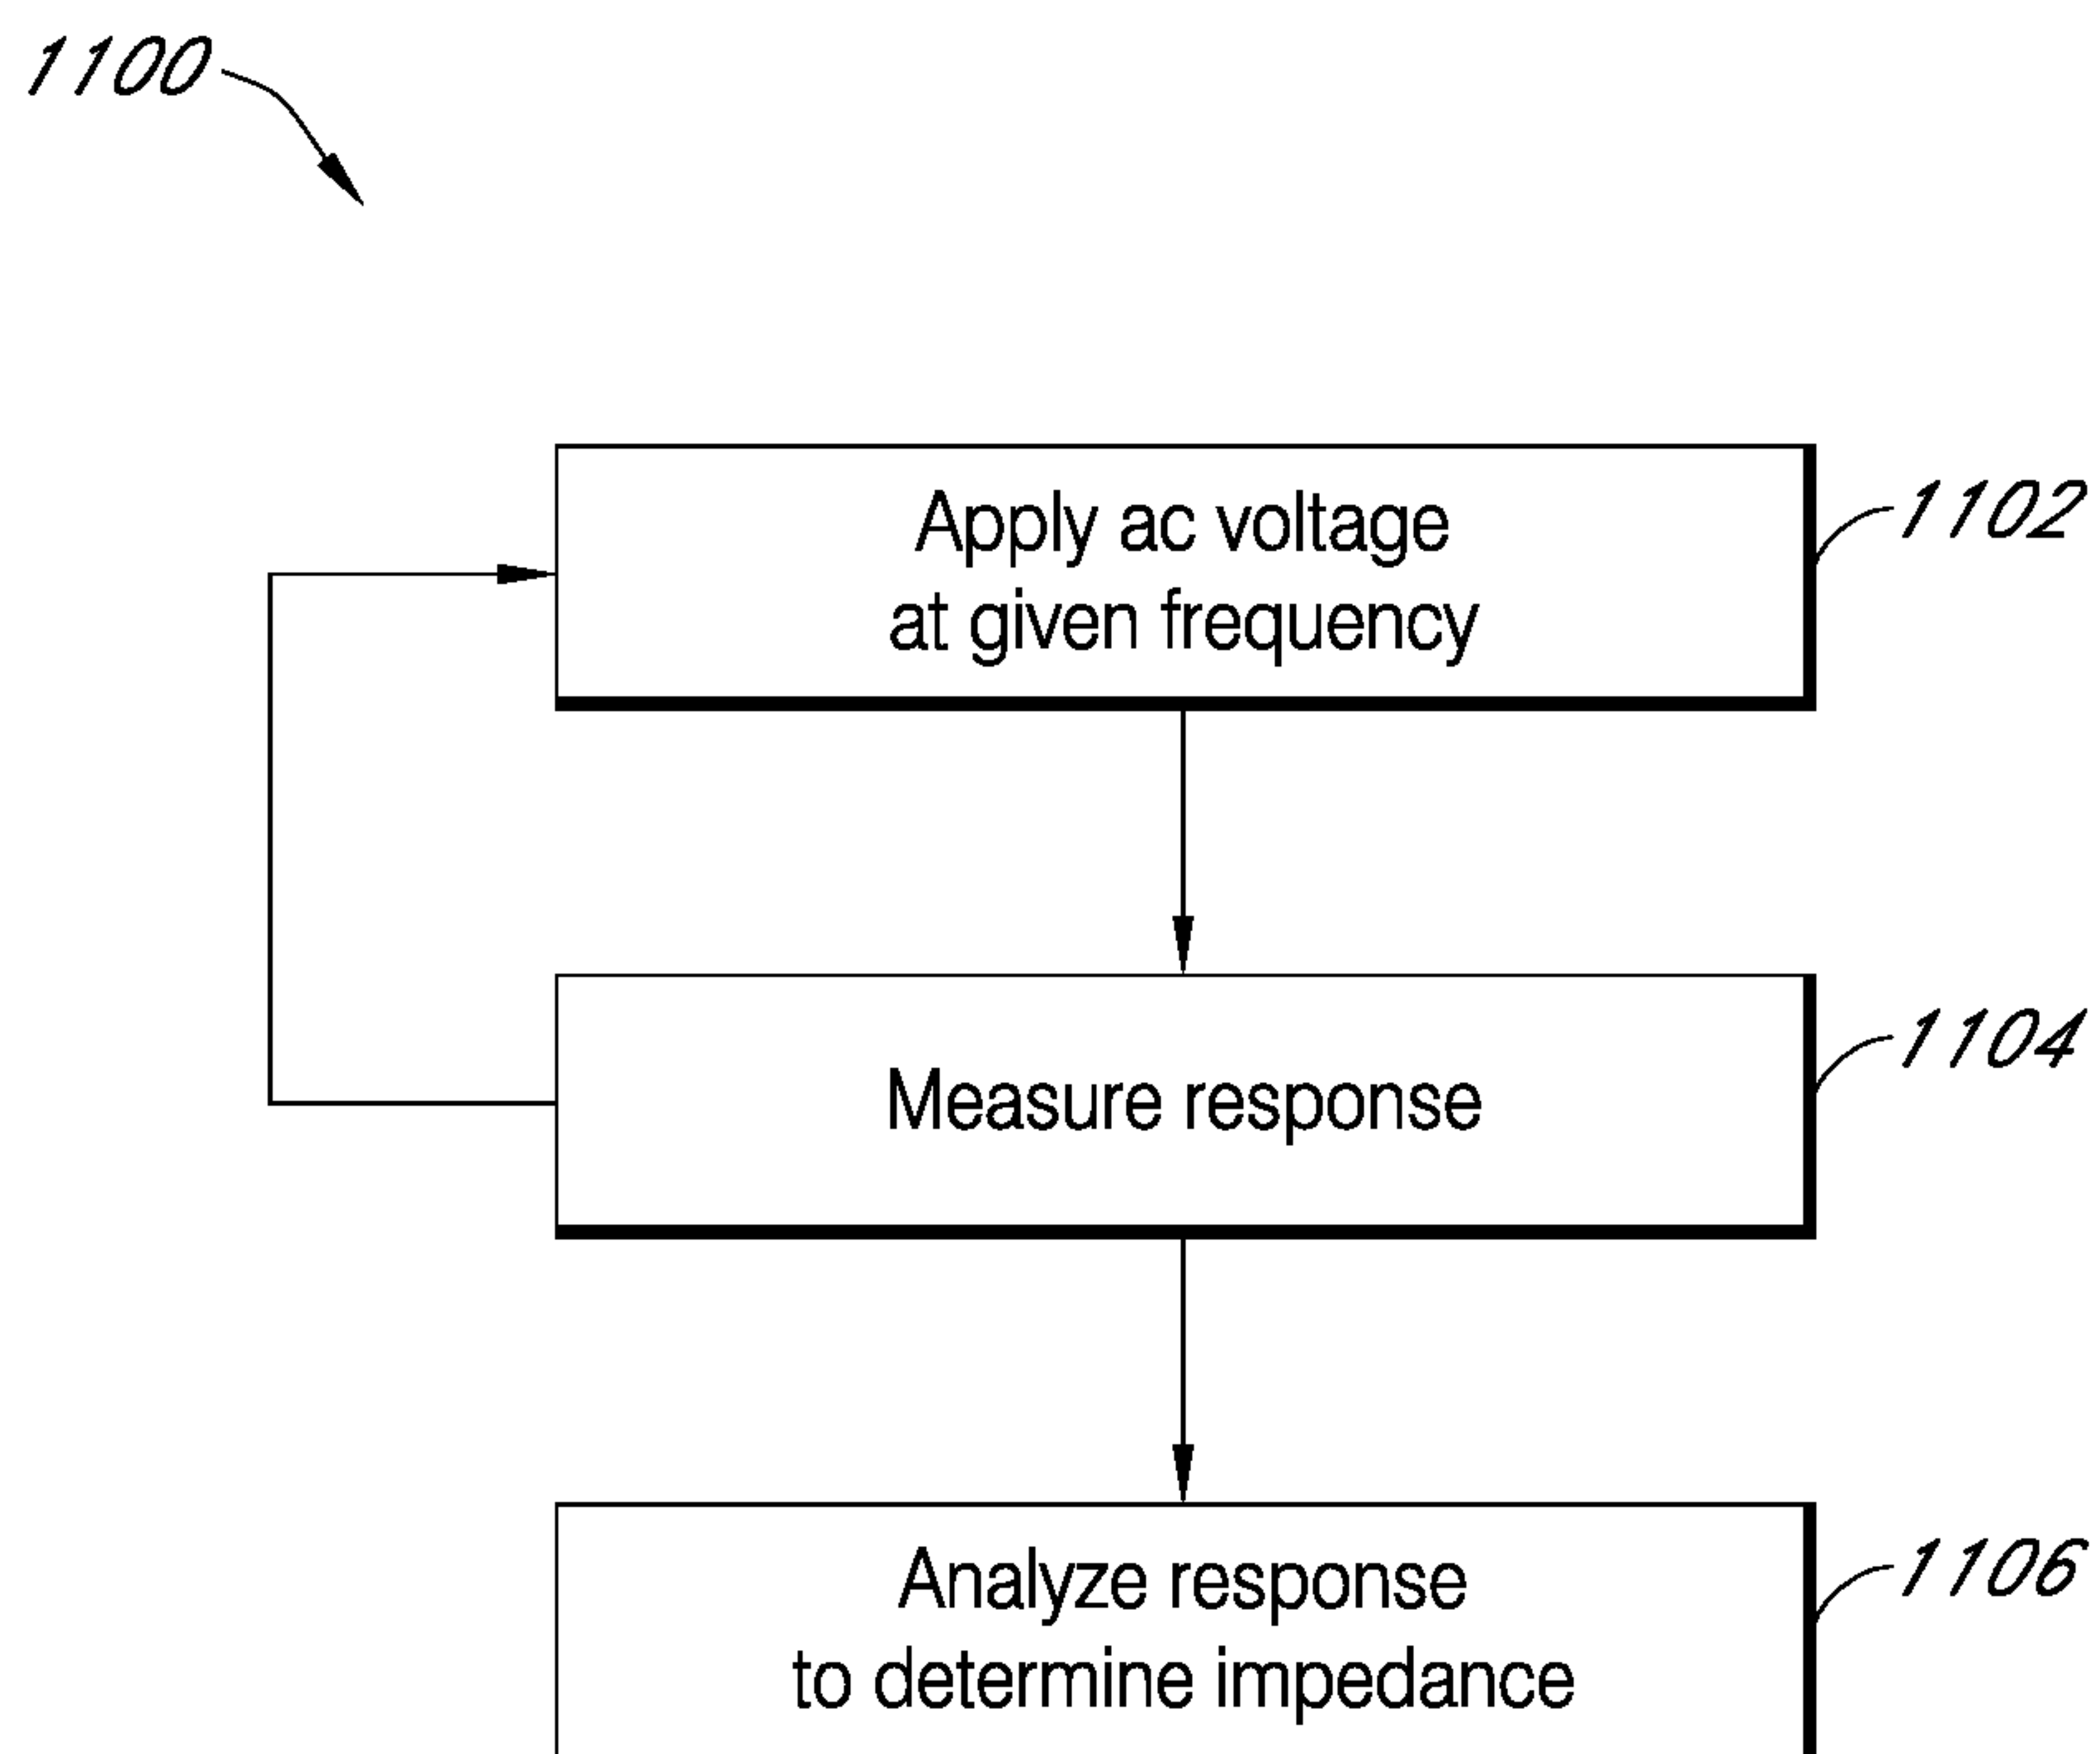 1100
Apply ac voltage
at given frequency
1102
Measure response
1104
Analyze response
to determine impedance
1106